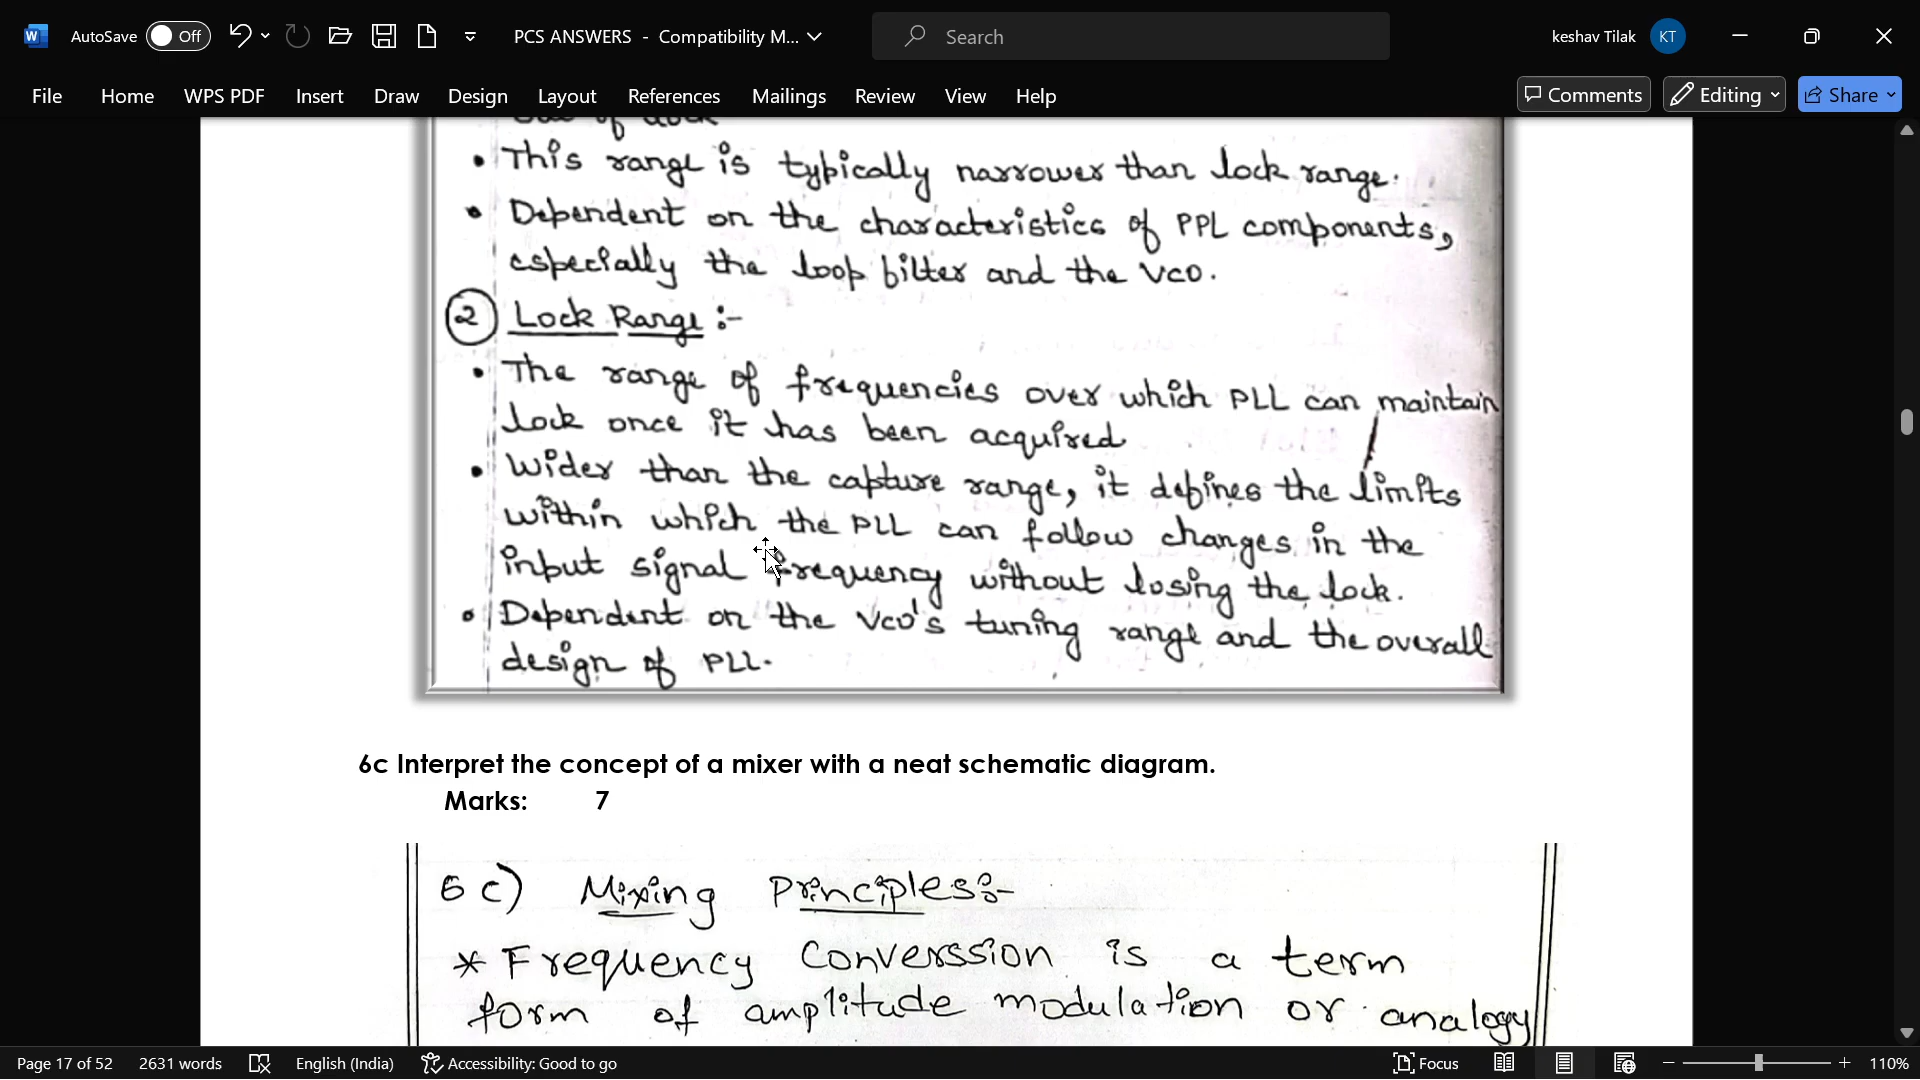 AutoSave Off PCS ANSWERS - Compatibility M... Search keshav Tilak KT
File Home WPS PDF Insert Draw Design Layout References Mailings Review View Help Comments Editing Share
• This range is typically narrower than lock range.
• Dependent on the characteristics of PPL components,
especially the loop filter and the VCO.
2 Lock Range :-
• The range of frequencies over which PLL can maintain
lock once it has been acquired
• Wider than the capture range, it defines the limits
within which the PLL can follow changes in the
input signal frequency without losing the lock.
• Dependent on the VCO's tuning range and the overall
design of PLL.
6c Interpret the concept of a mixer with a neat schematic diagram.
Marks: 7
6 c) Mixing Principles:-
* Frequency Converssion is a term
form of amplitude modulation or analogy
Page 17 of 52 2631 words English (India) Accessibility: Good to go Focus 110%